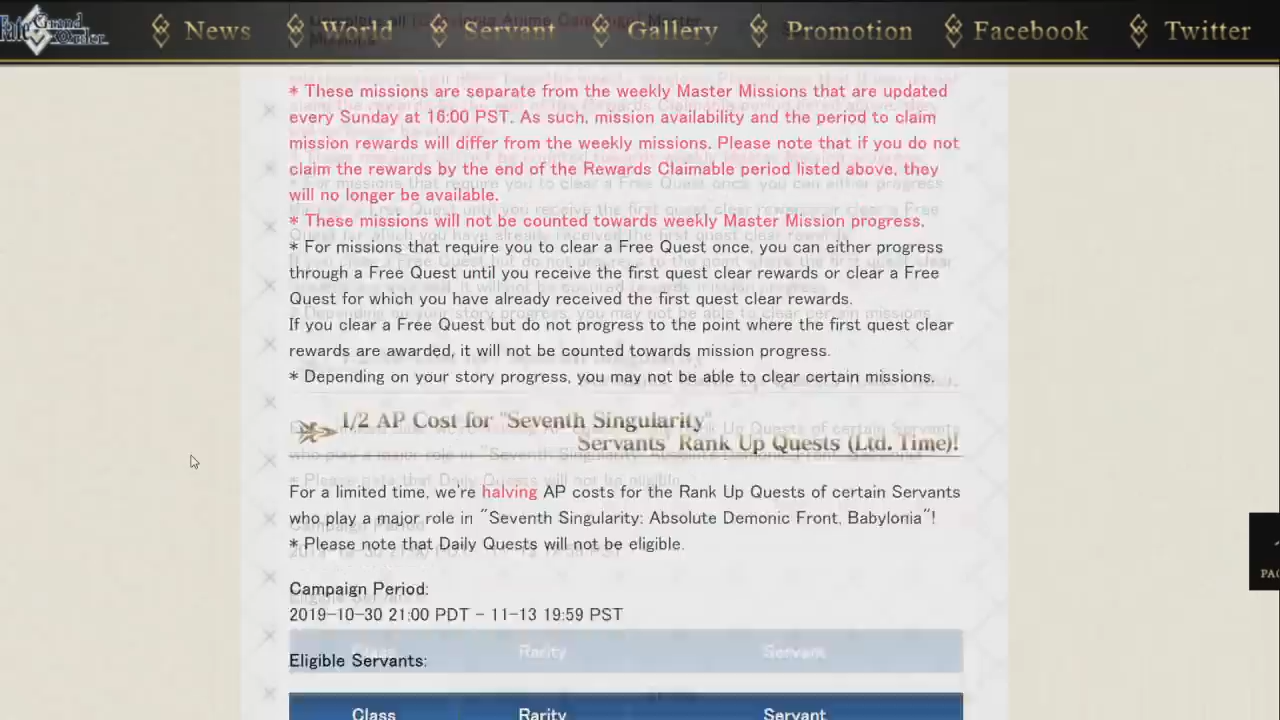 Fate Grand Order
News World Servant Gallery Promotion Facebook Twitter
* These missions are separate from the weekly Master Missions that are updated
every Sunday at 16:00 PST. As such, mission availability and the period to claim
mission rewards will differ from the weekly missions. Please note that if you do not
claim the rewards by the end of the Rewards Claimable period listed above, they
will no longer be available.
* These missions will not be counted towards weekly Master Mission progress.
* For missions that require you to clear a Free Quest once, you can either progress
through a Free Quest until you receive the first quest clear rewards or clear a Free
Quest for which you have already received the first quest clear rewards.
If you clear a Free Quest but do not progress to the point where the first quest clear
rewards are awarded, it will not be counted towards mission progress.
* Depending on your story progress, you may not be able to clear certain missions.
1/2 AP Cost for "Seventh Singularity"
Servants' Rank Up Quests (Ltd. Time)!
For a limited time, we're halving AP costs for the Rank Up Quests of certain Servants
who play a major role in "Seventh Singularity: Absolute Demonic Front, Babylonia"!
* Please note that Daily Quests will not be eligible.
Campaign Period:
2019-10-30 21:00 PDT - 11-13 19:59 PST
Class Rarity Servant
Eligible Servants:
Class Rarity Servant